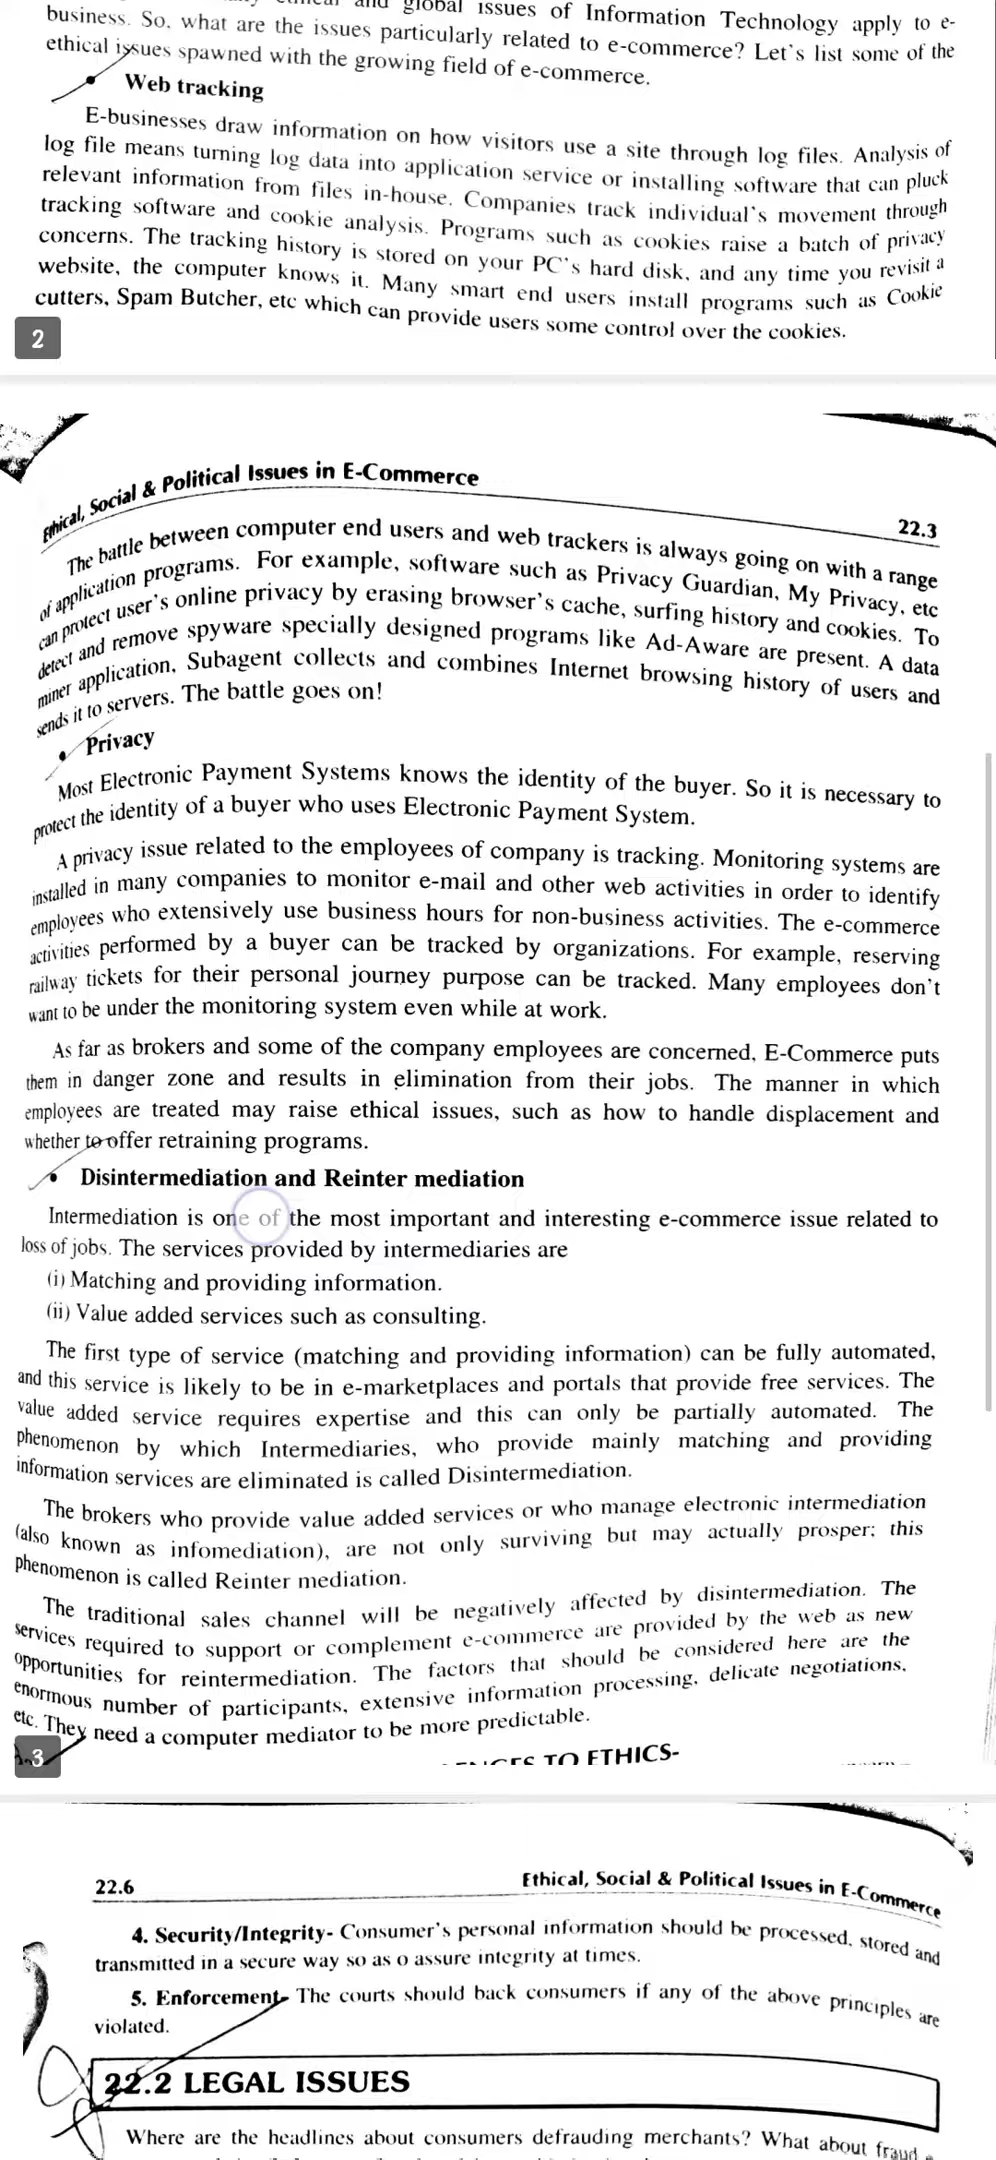 and global issues of Information Technology apply to e-
business. So, what are the issues particularly related to e-commerce? Let's list some of the
ethical issues spawned with the growing field of e-commerce.
• Web tracking
E-businesses draw information on how visitors use a site through log files. Analysis of
log file means turning log data into application service or installing software that can pluck
relevant information from files in-house. Companies track individual's movement through
tracking software and cookie analysis. Programs such as cookies raise a batch of privacy
concerns. The tracking history is stored on your PC's hard disk, and any time you revisit a
website, the computer knows it. Many smart end users install programs such as Cookie
cutters, Spam Butcher, etc which can provide users some control over the cookies.
2
Ethical, Social & Political Issues in E-Commerce
22.3
The battle between computer end users and web trackers is always going on with a range
of application programs. For example, software such as Privacy Guardian, My Privacy, etc
can protect user's online privacy by erasing browser's cache, surfing history and cookies. To
detect and remove spyware specially designed programs like Ad-Aware are present. A data
miner application, Subagent collects and combines Internet browsing history of users and
sends it to servers. The battle goes on!
• Privacy
Most Electronic Payment Systems knows the identity of the buyer. So it is necessary to
protect the identity of a buyer who uses Electronic Payment System.
A privacy issue related to the employees of company is tracking. Monitoring systems are
installed in many companies to monitor e-mail and other web activities in order to identify
employees who extensively use business hours for non-business activities. The e-commerce
activities performed by a buyer can be tracked by organizations. For example, reserving
railway tickets for their personal journey purpose can be tracked. Many employees don't
want to be under the monitoring system even while at work.
As far as brokers and some of the company employees are concerned, E-Commerce puts
them in danger zone and results in elimination from their jobs. The manner in which
employees are treated may raise ethical issues, such as how to handle displacement and
whether to offer retraining programs.
• Disintermediation and Reinter mediation
Intermediation is one of the most important and interesting e-commerce issue related to
loss of jobs. The services provided by intermediaries are
(i) Matching and providing information.
(ii) Value added services such as consulting.
The first type of service (matching and providing information) can be fully automated,
and this service is likely to be in e-marketplaces and portals that provide free services. The
value added service requires expertise and this can only be partially automated. The
phenomenon by which Intermediaries, who provide mainly matching and providing
information services are eliminated is called Disintermediation.
The brokers who provide value added services or who manage electronic intermediation
(also known as infomediation), are not only surviving but may actually prosper; this
phenomenon is called Reinter mediation.
The traditional sales channel will be negatively affected by disintermediation. The
services required to support or complement e-commerce are provided by the web as new
opportunities for reintermediation. The factors that should be considered here are the
enormous number of participants, extensive information processing, delicate negotiations,
etc. They need a computer mediator to be more predictable.
3
TO ETHICS-
22.6
Ethical, Social & Political Issues in E-Commerce
4. Security/Integrity- Consumer's personal information should be processed, stored and
transmitted in a secure way so as o assure integrity at times.
5. Enforcement- The courts should back consumers if any of the above principles are
violated.
22.2 LEGAL ISSUES
Where are the headlines about consumers defrauding merchants? What about fraud